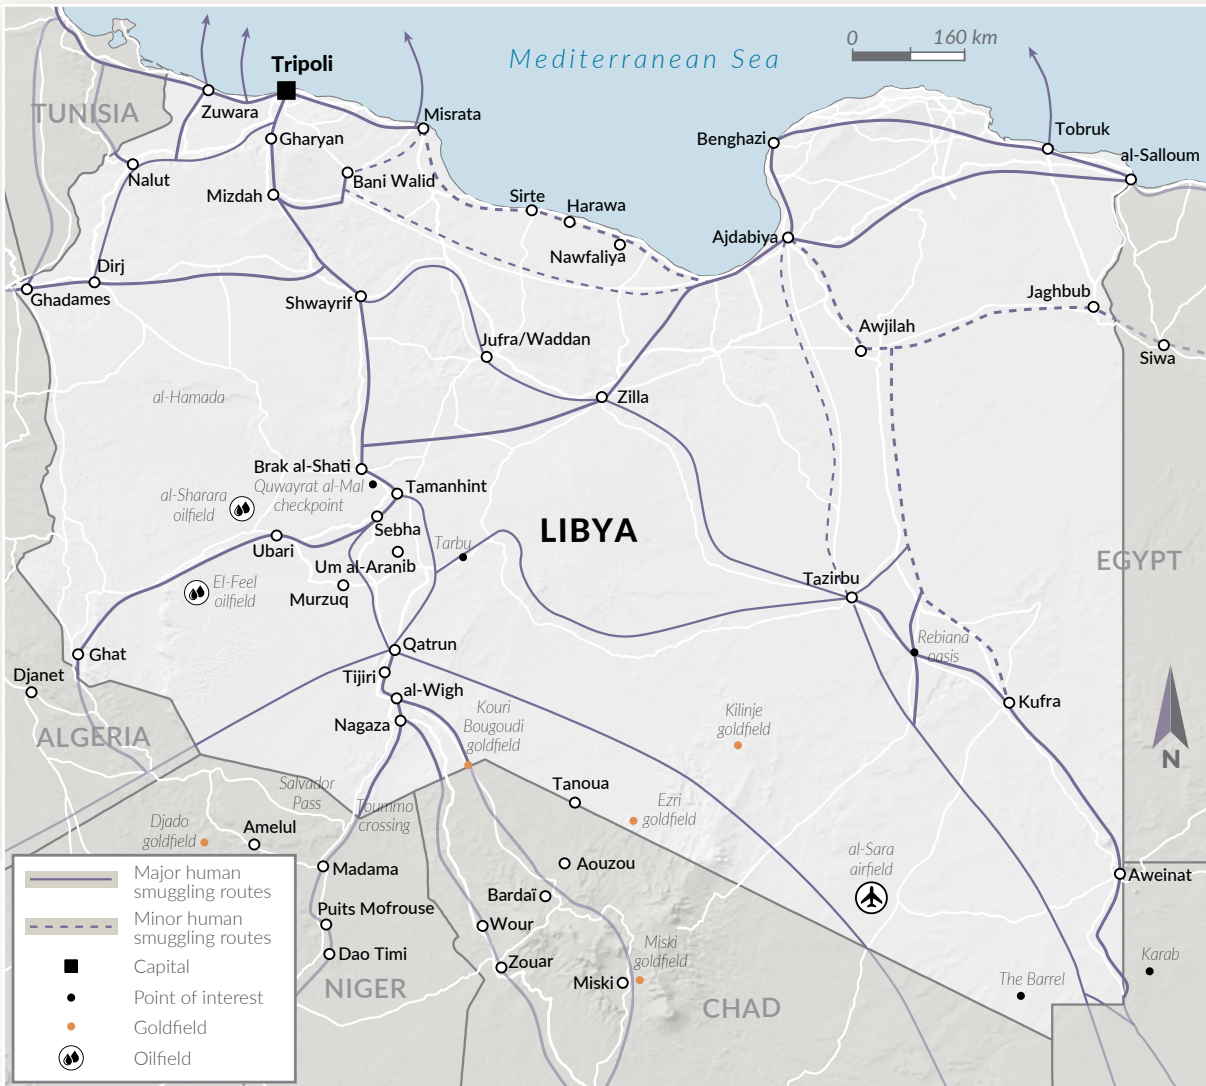 Mediterranean Sea
0 160 km
TUNISIA
Tripoli
Zuwara
Misrata
Gharyan
Benghazi
Tobruk
al-Salloum
Nalut
Bani Walid
Mizdah
Sirte
Harawa
Nawfaliya
Ajdabiya
Dirj
Ghadames
Shwayrif
Jaghbub
Awjilah
Siwa
Jufra/Waddan
al-Hamada
Zilla
Brak al-Shati
Quwayrat al-Mal
checkpoint
Tamanhint
al-Sharara
oilfield
Sebha
LIBYA
Ubari
Tarbu
Um al-Aranib
EGYPT
El-Feel
oilfield
Murzuq
Tazirbu
Ghat
Qatrun
Rebiana
oasis
Djanet
Tijiri
al-Wigh
Kufra
Nagaza
Kouri
Bougoudi
goldfield
Kilinje
goldfield
ALGERIA
N
Salvador
Pass
Tanoua
Toummo
crossing
Ezri
goldfield
Djado
goldfield
Amelul
al-Sara
airfield
Madama
Aouzou
Aweinat
Bardaï
Puits Mofrouse
Wour
Dao Timi
Zouar
Miski
goldfield
Miski
Karab
The Barrel
NIGER
CHAD
Major human
smuggling routes
Minor human
smuggling routes
Capital
Point of interest
Goldfield
Oilfield